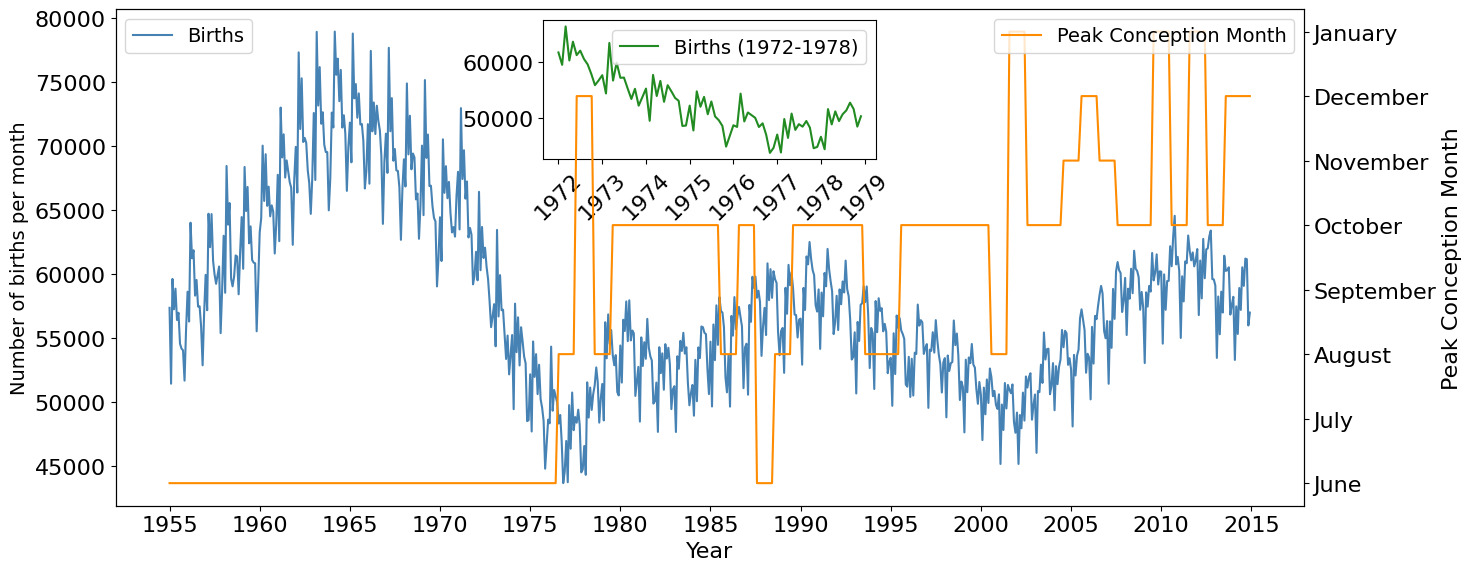 Births
Births (1972-1978)
Peak Conception Month
Number of births per month
80000
75000
70000
65000
60000
55000
50000
45000
60000
50000
1972
1973
1974
1975
1976
1977
1978
1979
January
December
November
October
September
August
July
June
Peak Conception Month
1955
1960
1965
1970
1975
1980
1985
1990
1995
2000
2005
2010
2015
Year